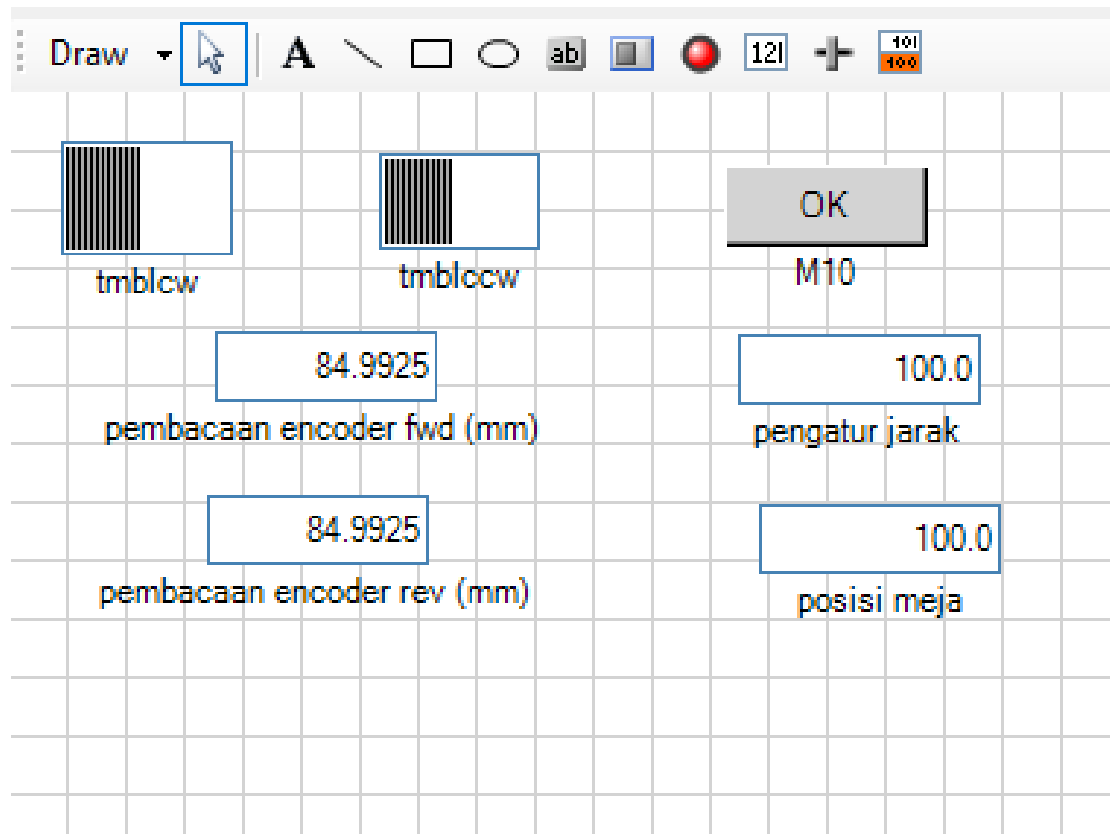 Draw A ab 12| 101
100
OK
tmblcw tmblccw M10
84.9925 100.0
pembacaan encoder fwd (mm) pengatur jarak
84.9925 100.0
pembacaan encoder rev (mm) posisi meja